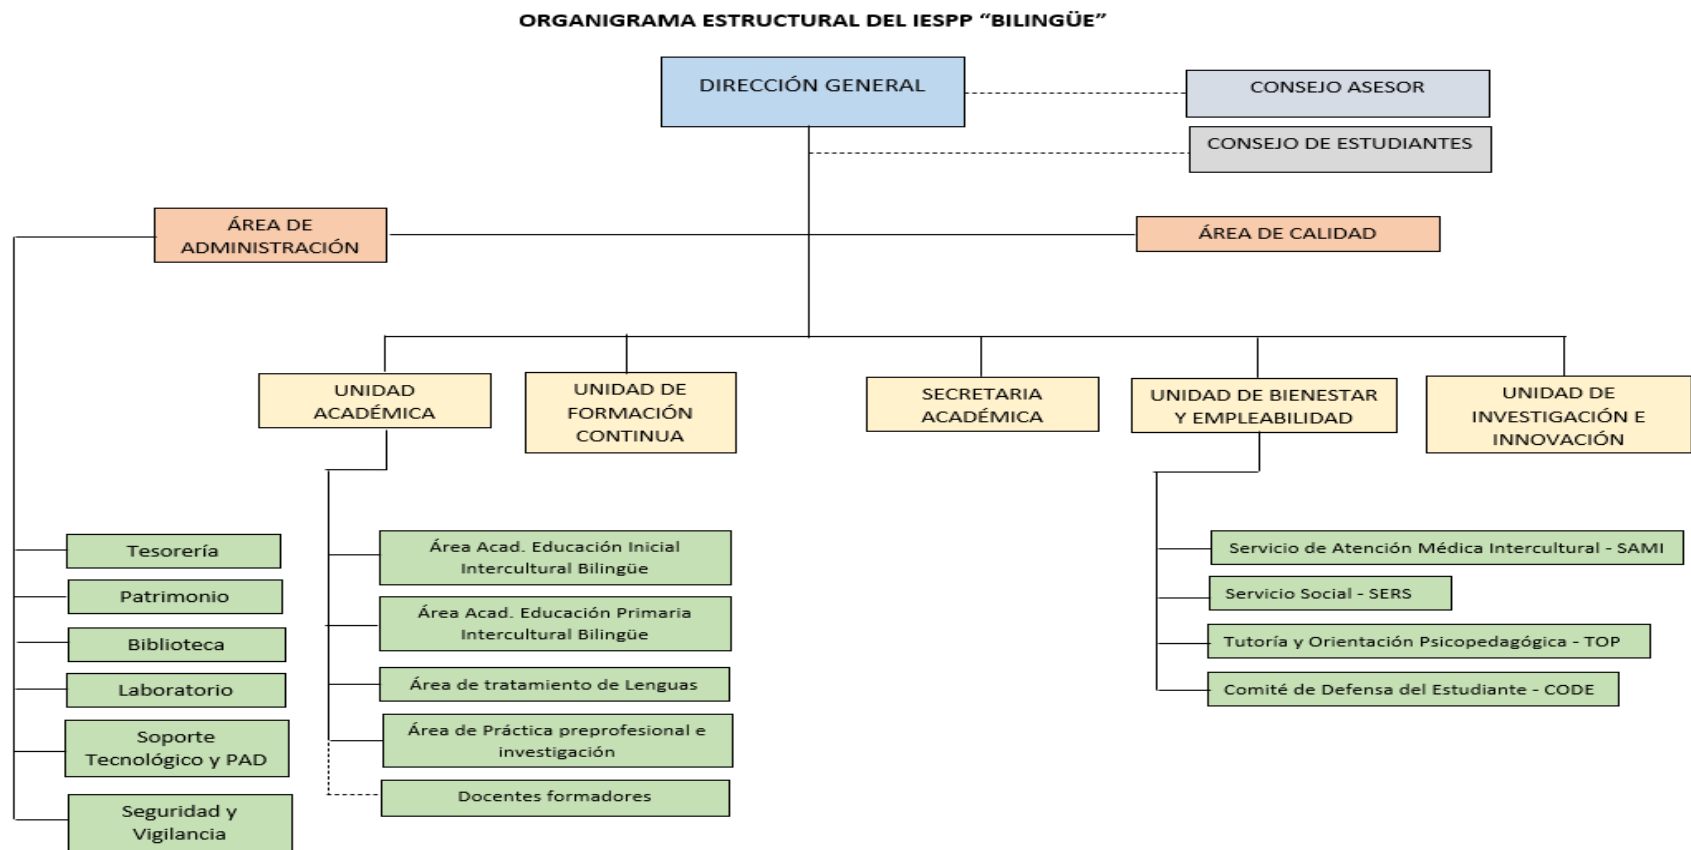 ORGANIGRAMA ESTRUCTURAL DEL IESPP “BILINGÜE”
DIRECCIÓN GENERAL
CONSEJO ASESOR
CONSEJO DE ESTUDIANTES
ÁREA DE
ADMINISTRACIÓN
ÁREA DE CALIDAD
UNIDAD
ACADÉMICA
UNIDAD DE
FORMACIÓN
CONTINUA
SECRETARIA
ACADÉMICA
UNIDAD DE BIENESTAR
Y EMPLEABILIDAD
UNIDAD DE
INVESTIGACIÓN E
INNOVACIÓN
Tesorería
Patrimonio
Biblioteca
Laboratorio
Soporte
Tecnológico y PAD
Seguridad y
Vigilancia
Área Acad. Educación Inicial
Intercultural Bilingüe
Área Acad. Educación Primaria
Intercultural Bilingüe
Área de tratamiento de Lenguas
Área de Práctica preprofesional e
investigación
Docentes formadores
Servicio de Atención Médica Intercultural - SAMI
Servicio Social - SERS
Tutoría y Orientación Psicopedagógica - TOP
Comité de Defensa del Estudiante - CODE